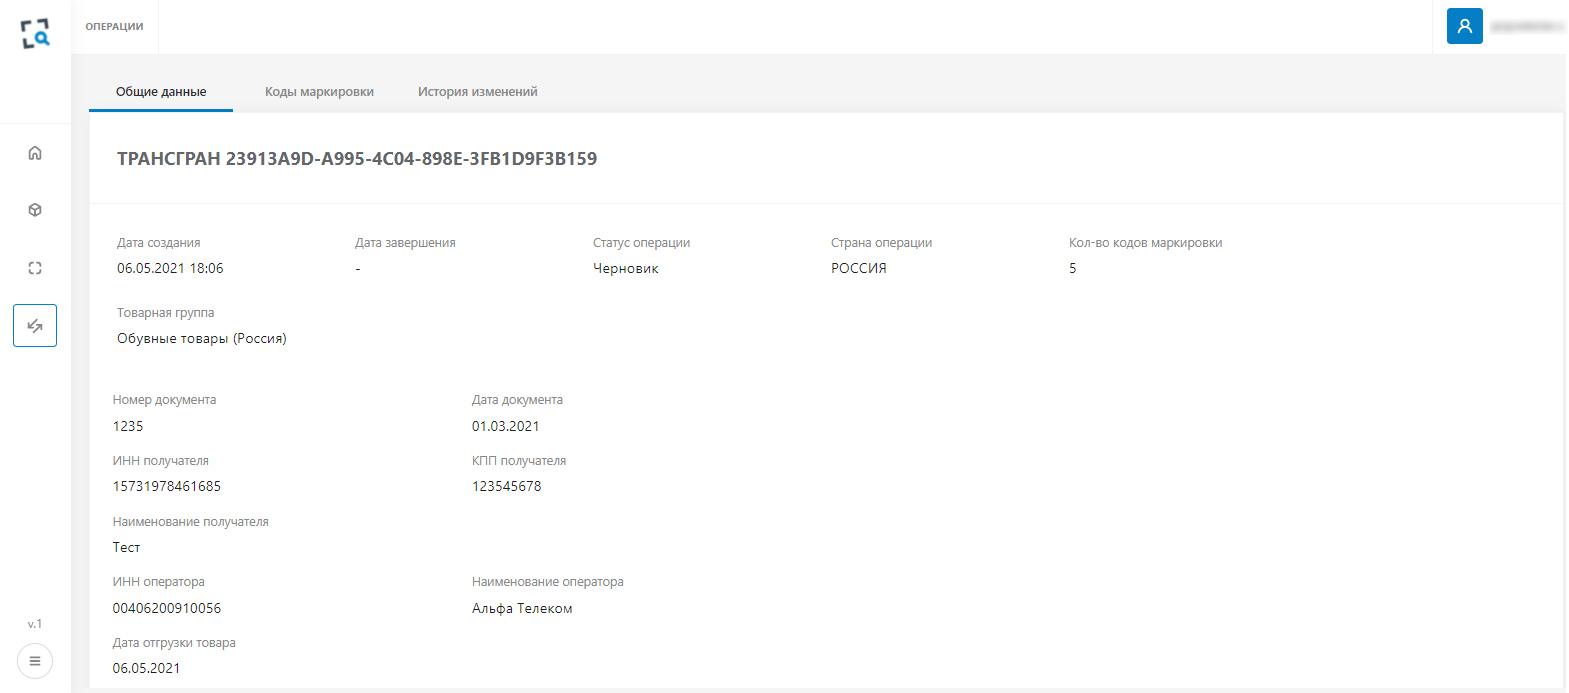 ОПЕРАЦИИ
Общие данные Коды маркировки История изменений
ТРАНСГРАН 23913A9D-A995-4C04-898E-3FB1D9F3B159
Дата создания Дата завершения Статус операции Страна операции Кол-во кодов маркировки
06.05.2021 18:06 - Черновик РОССИЯ 5
Товарная группа
Обувные товары (Россия)
Номер документа Дата документа
1235 01.03.2021
ИНН получателя КПП получателя
15731978461685 123545678
Наименование получателя
Тест
ИНН оператора Наименование оператора
00406200910056 Альфа Телеком
v.1
Дата отгрузки товара
06.05.2021